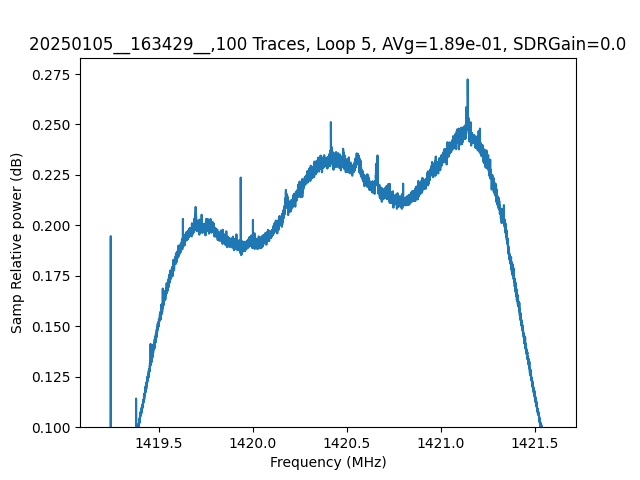 20250105__163429__,100 Traces, Loop 5, AVg=1.89e-01, SDRGain=0.0
0.275
0.250
0.225
0.200
0.175
0.150
0.125
0.100
Samp Relative power (dB)
1419.5 1420.0 1420.5 1421.0 1421.5
Frequency (MHz)